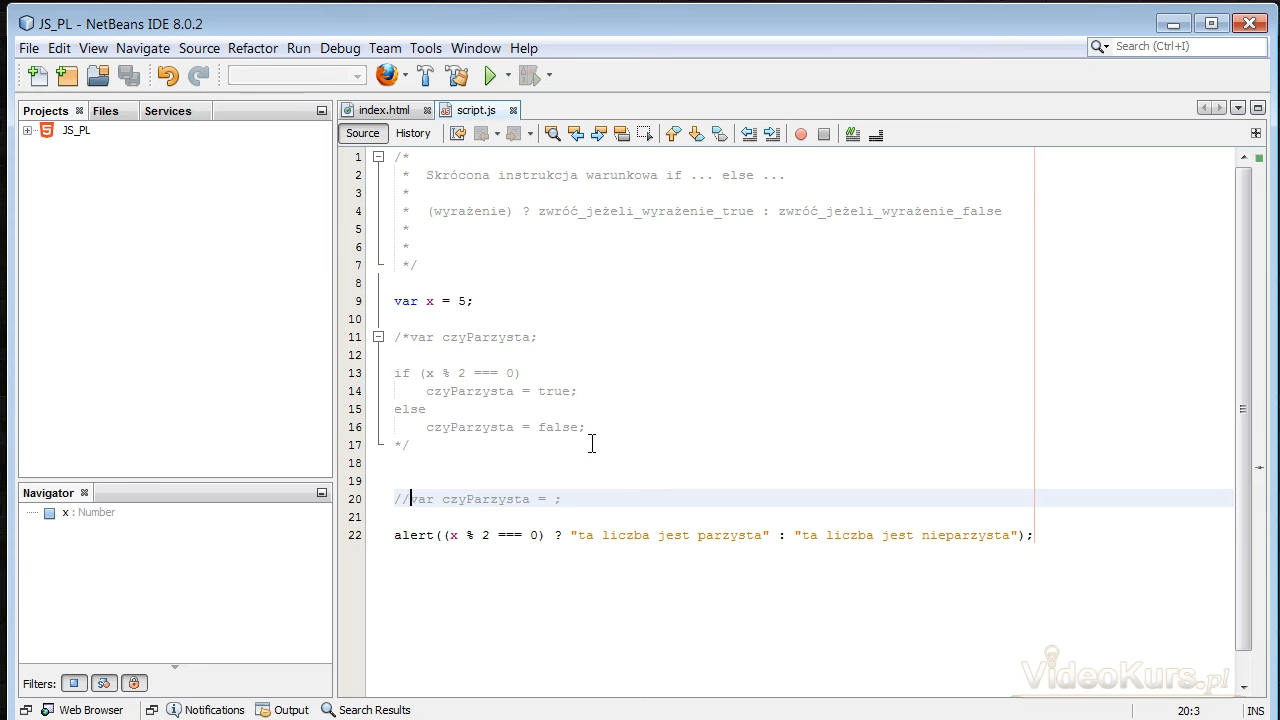 JS_PL - NetBeans IDE 8.0.2
File Edit View Navigate Source Refactor Run Debug Team Tools Window Help
Search (Ctrl+I)
Projects Files Services
index.html script.js
JS_PL
Source History
1 /*
2 * Skrócona instrukcja warunkowa if ... else ...
3 *
4 * (wyrażenie) ? zwróć_jeżeli_wyrażenie_true : zwróć_jeżeli_wyrażenie_false
5 *
6 *
7 */
8
9 var x = 5;
10
11 /*var czyParzysta;
12
13 if (x % 2 === 0)
14 czyParzysta = true;
15 else
16 czyParzysta = false;
17 */
18
19
20 //var czyParzysta = ;
21
22 alert((x % 2 === 0) ? "ta liczba jest parzysta" : "ta liczba jest nieparzysta");
Navigator
x : Number
Filters:
VideoKurs.pl
Web Browser Notifications Output Search Results
20:3 INS